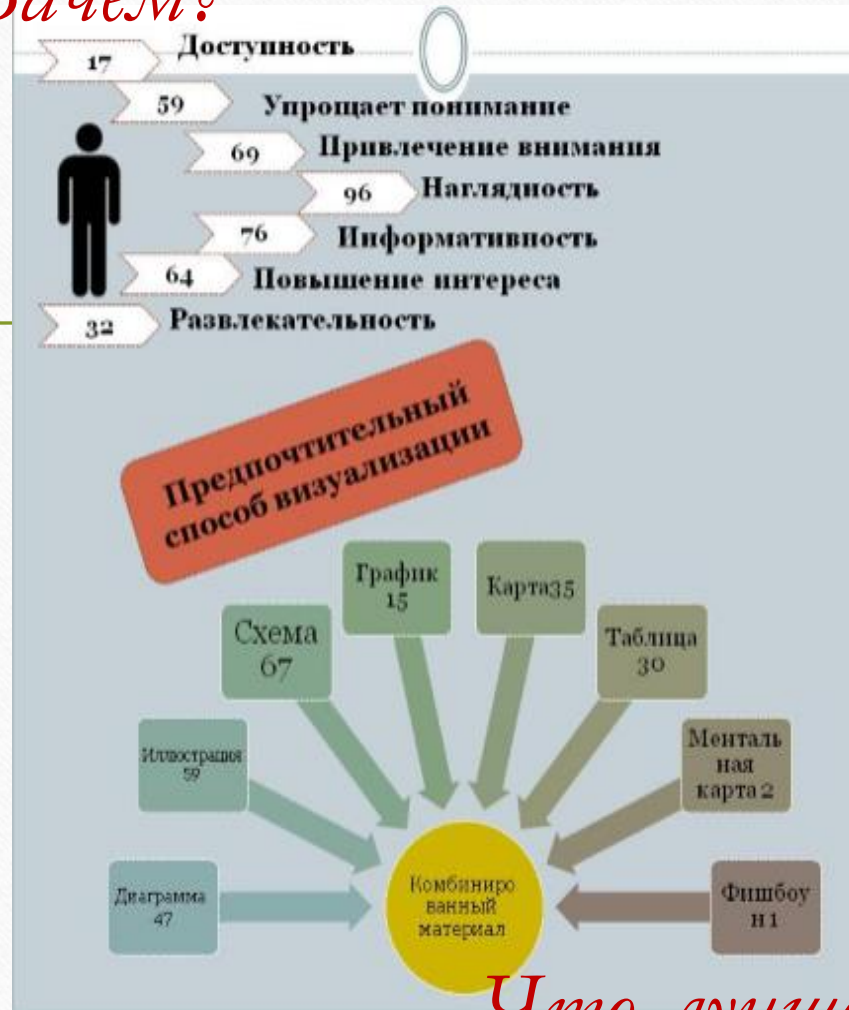 Зачем?
17 Доступность
59 Упрощает понимание
69 Привлечение внимания
96 Наглядность
76 Информативность
64 Повышение интереса
32 Развлекательность
Предпочтительный
способ визуализации
График
15
Карта35
Схема
67
Таблица
30
Иллюстрация
59
Менталь
ная
карта 2
Диаграмма
47
Комбиниро
ванный
материал
Фишбоу
н 1
Что